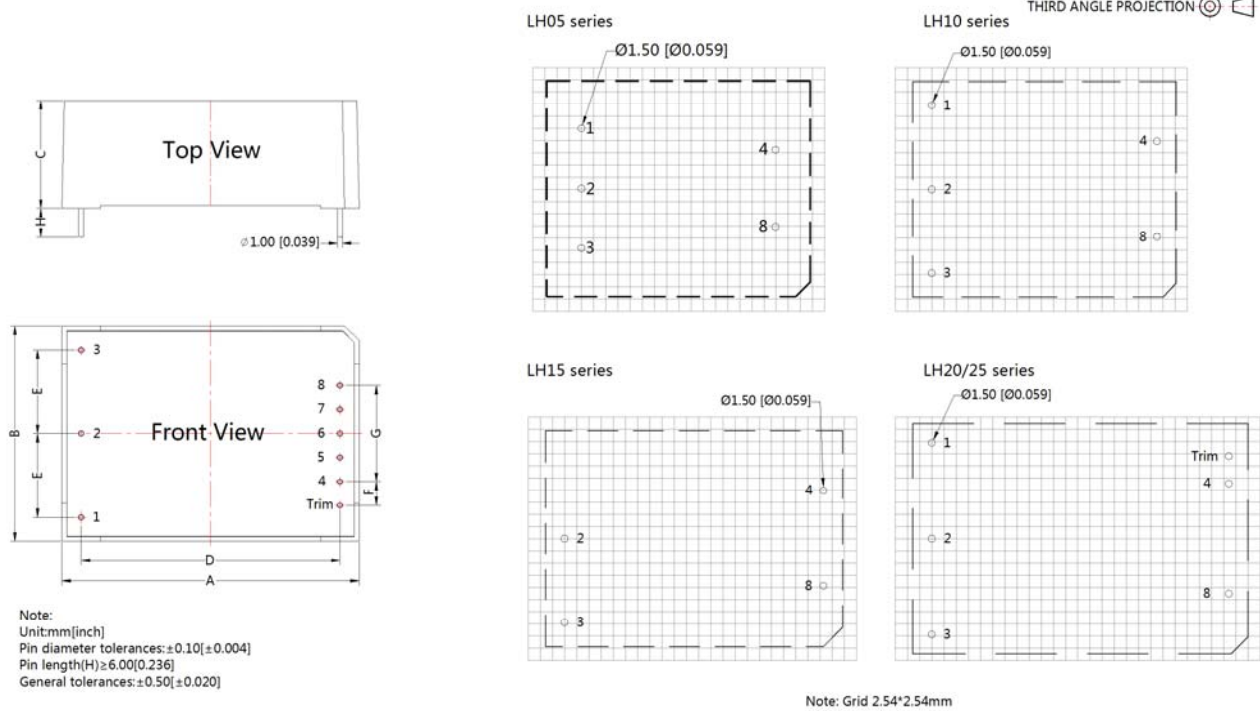 THIRD ANGLE PROJECTION
LH05 series
LH10 series
Ø1.50 [Ø0.059]
Ø1.50 [Ø0.059]
1
2
3
4
8
1
2
3
4
8
C
Top View
H
Ø1.00 [0.039]
3
2
1
8
7
6
5
4
Trim
Front View
E
E
B
G
F
D
A
LH15 series
LH20/25 series
Ø1.50 [Ø0.059]
Ø1.50 [Ø0.059]
4
2
8
3
1
Trim
4
2
8
3
Note:
Unit:mm[inch]
Pin diameter tolerances:±0.10[±0.004]
Pin length(H)≥6.00[0.236]
General tolerances:±0.50[±0.020]
Note: Grid 2.54*2.54mm